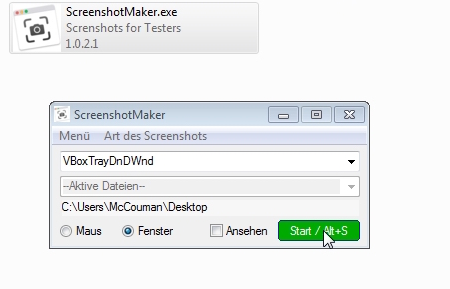 ScreenshotMaker.exe
Screnshots for Testers
1.0.2.1
ScreenshotMaker
Menü Art des Screenshots
VBoxTrayDnDWnd
--Aktive Dateien--
C:\Users\McCouman\Desktop
Maus Fenster Ansehen Start / Alt+S